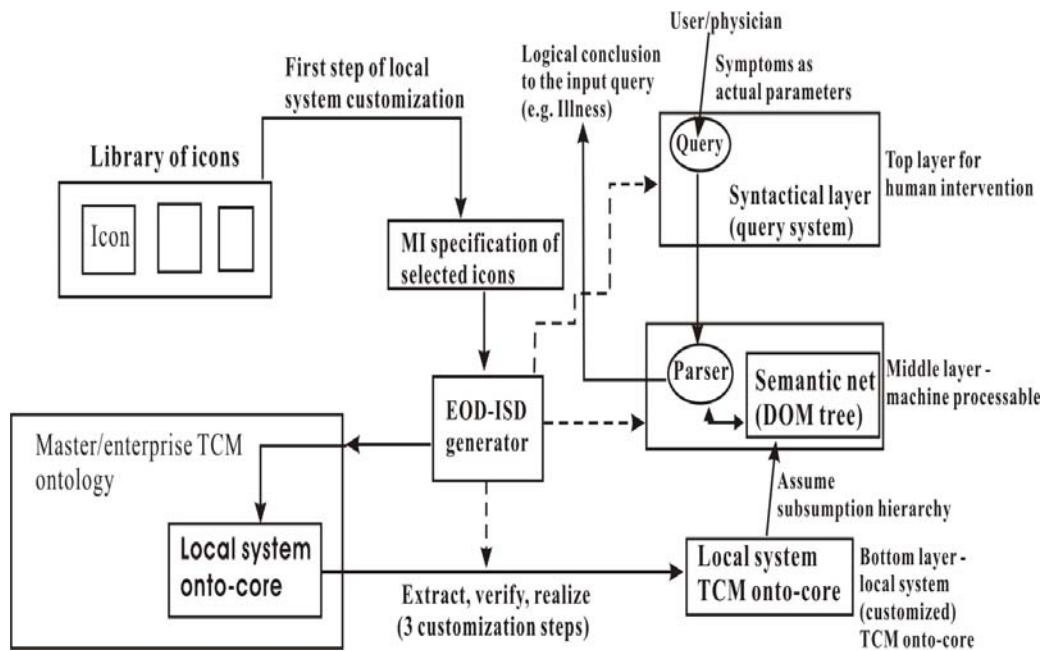 User/physician
Logical conclusion
to the input query
(e.g. Illness)
Symptoms as
actual parameters
First step of local
system customization
Library of icons
Icon
Query
Syntactical layer
(query system)
Top layer for
human intervention
MI specification of
selected icons
Parser
Semantic net
(DOM tree)
Middle layer -
machine processable
EOD-ISD
generator
Master/enterprise TCM
ontology
Local system
onto-core
Assume
subsumption hierarchy
Extract, verify, realize
(3 customization steps)
Local system
TCM onto-core
Bottom layer -
local system
(customized)
TCM onto-core